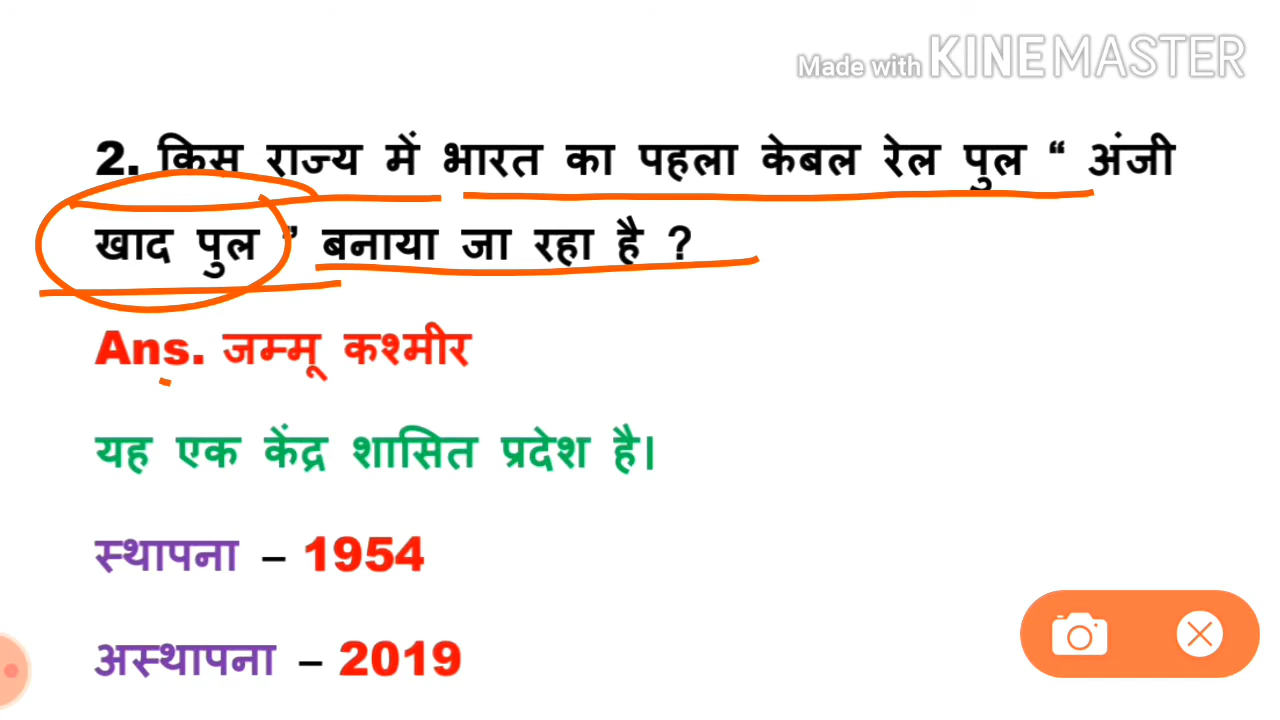 Made with KINEMASTER
2. किस राज्य में भारत का पहला केबल रेल पुल “ अंजी
खाद पुल ” बनाया जा रहा है ?
Ans. जम्मू कश्मीर
यह एक केंद्र शासित प्रदेश है।
स्थापना – 1954
अस्थापना – 2019